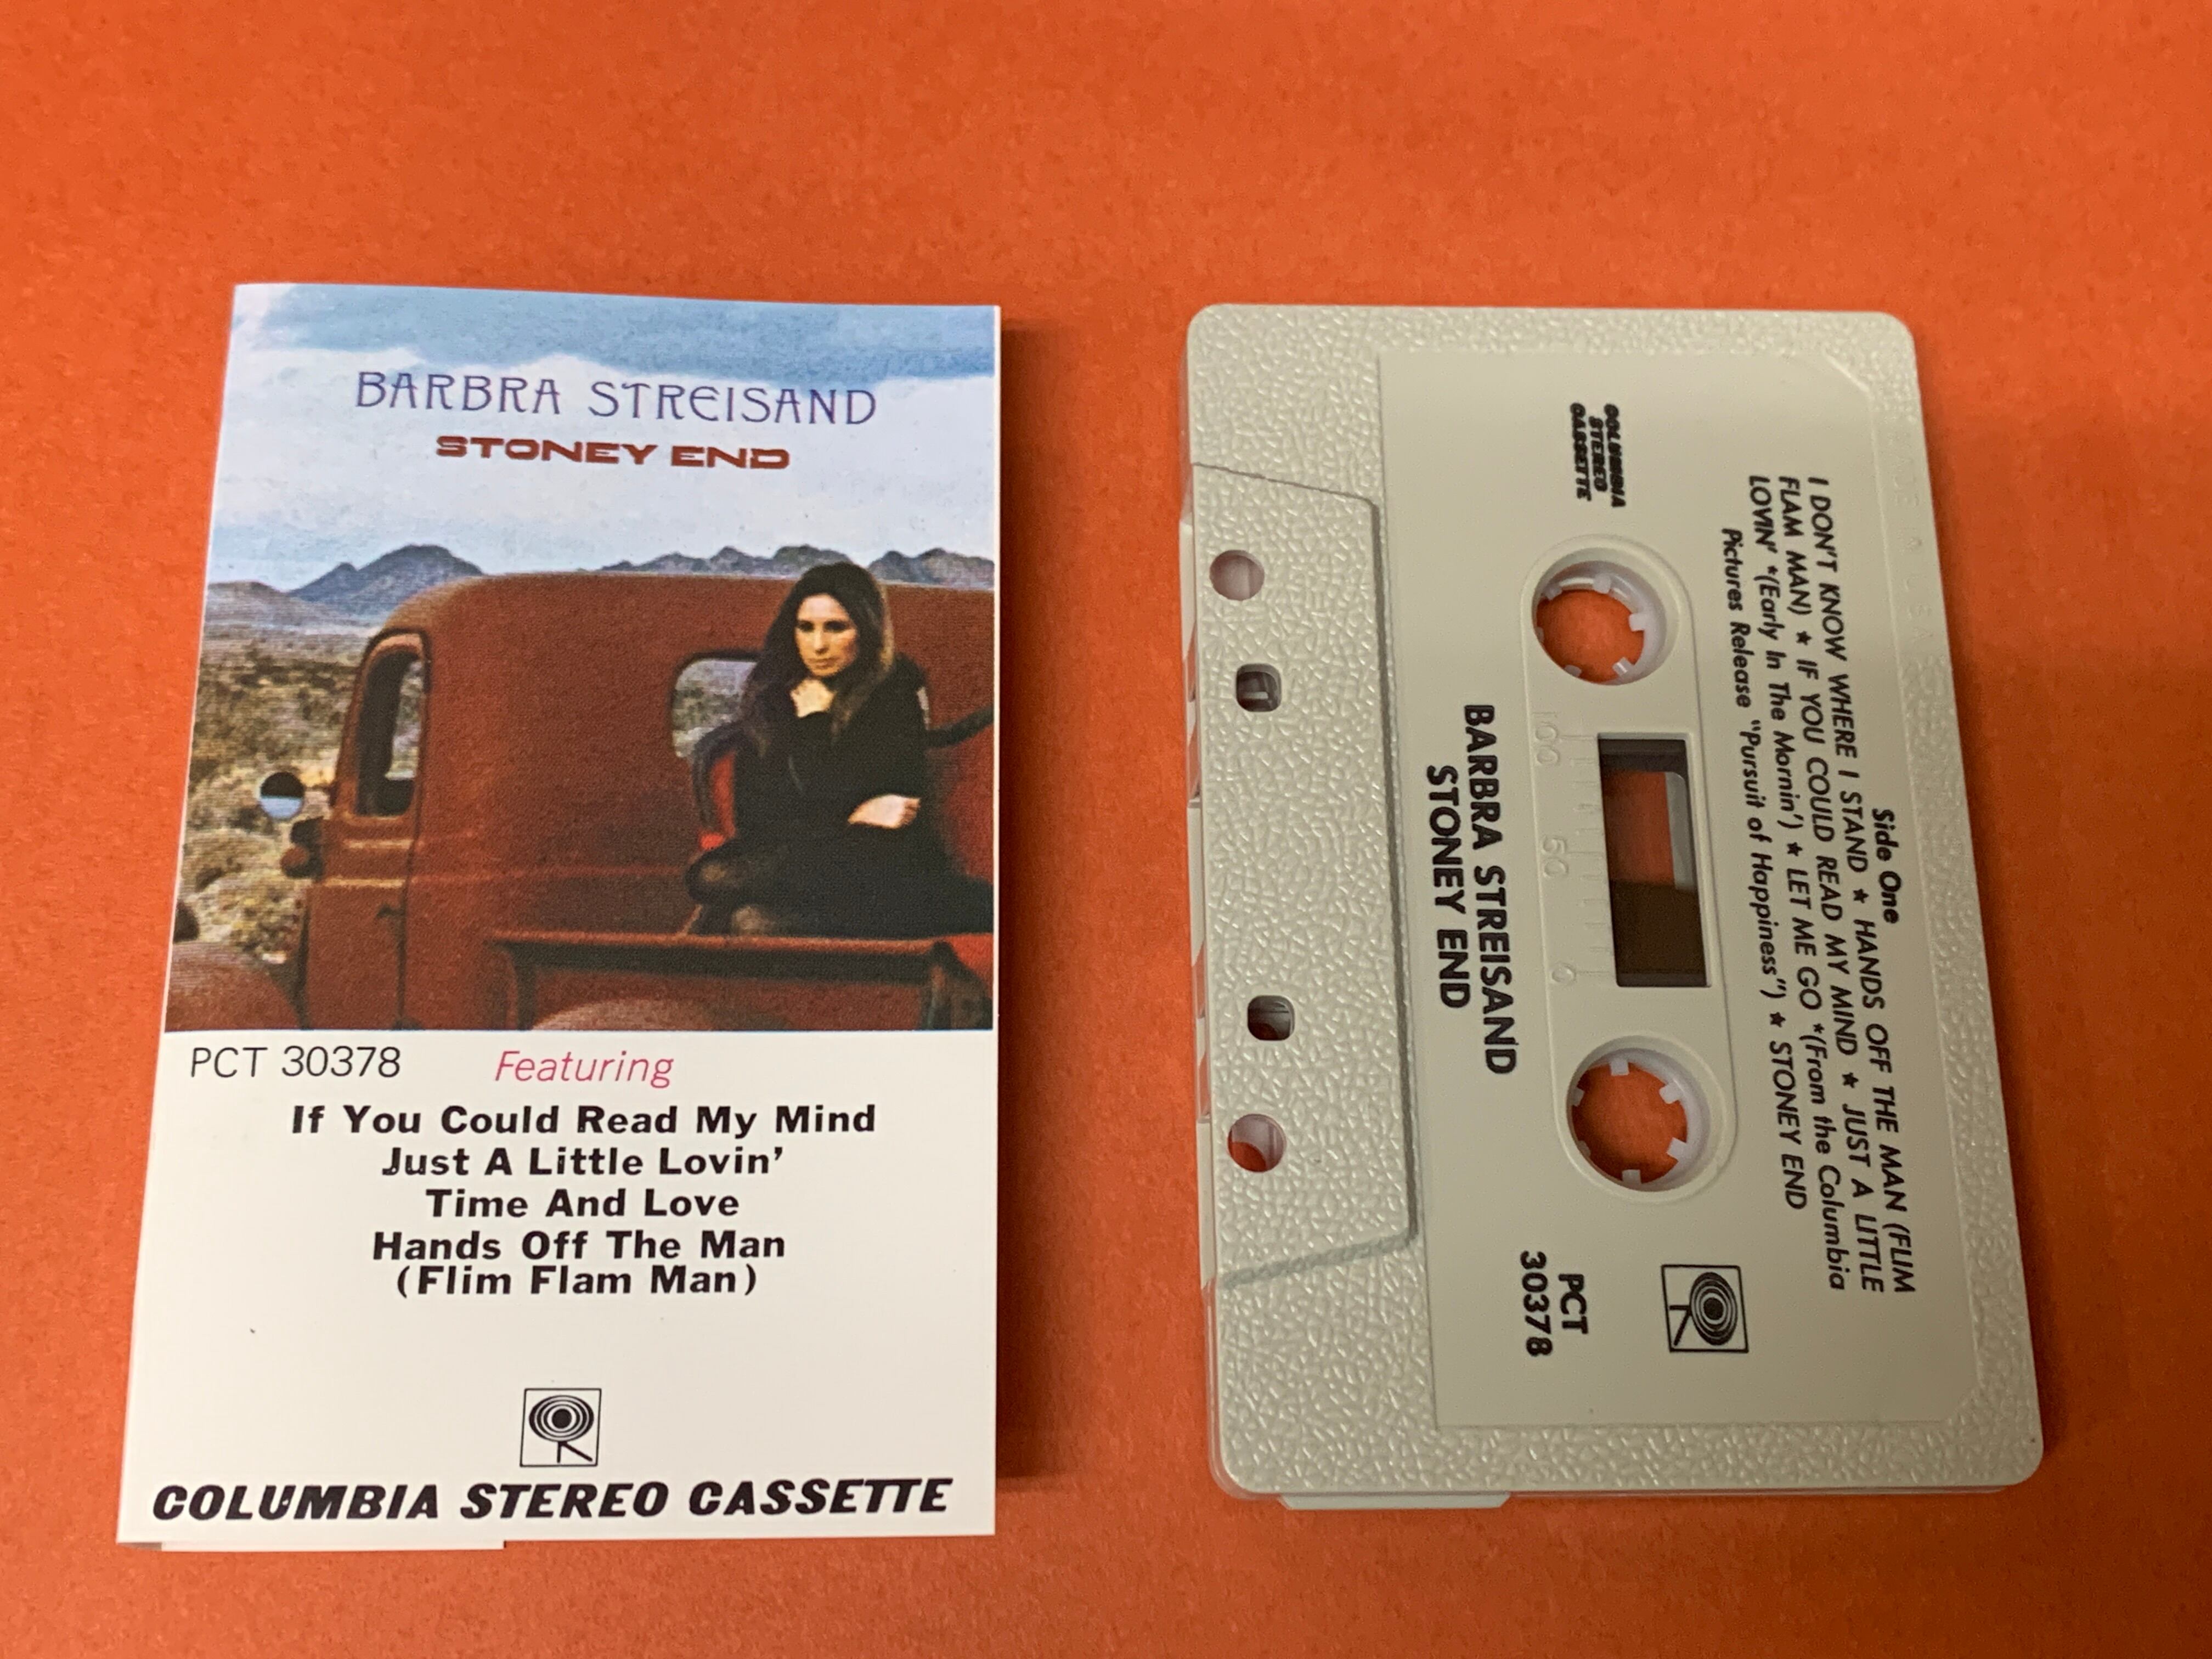 BARBRA STREISAND
STONEY END
PCT 30378 Featuring
If You Could Read My Mind
Just A Little Lovin'
Time And Love
Hands Off The Man
(Flim Flam Man)
COLUMBIA STEREO CASSETTE
Side One
I DON'T KNOW WHERE I STAND ★ HANDS OFF THE MAN (FLIM
FLAM MAN) ★ IF YOU COULD READ MY MIND ★ JUST A LITTLE
LOVIN' *(Early In The Mornin') ★ LET ME GO *(From the Columbia
Pictures Release "Pursuit of Happiness") ★ STONEY END
COLUMBIA
STEREO
CASSETTE
100 50 0
PCT
30378
BARBRA STREISAND
STONEY END